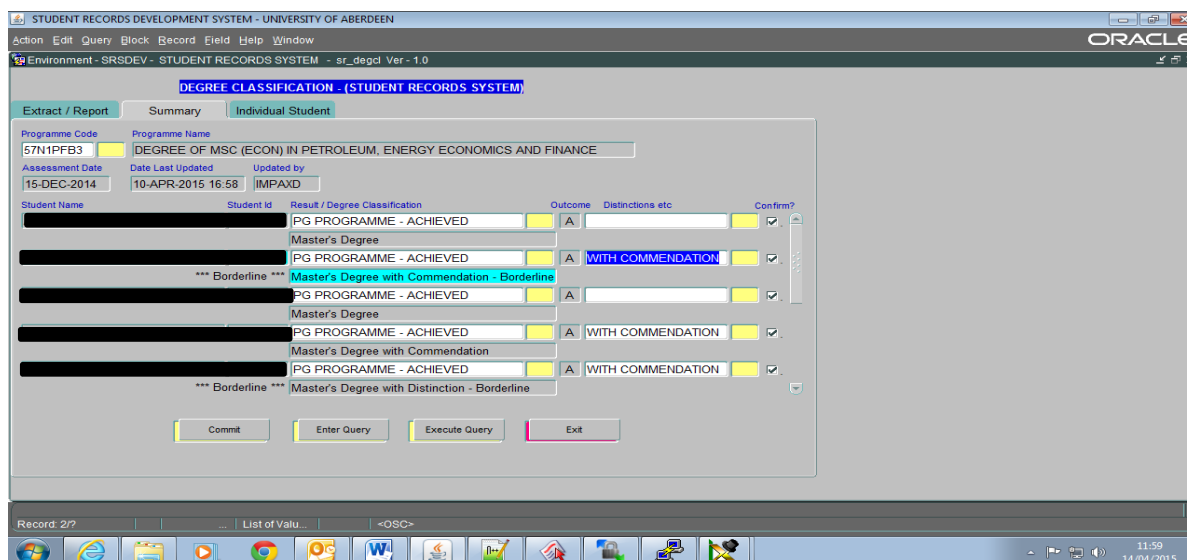 STUDENT RECORDS DEVELOPMENT SYSTEM - UNIVERSITY OF ABERDEEN
Action Edit Query Block Record Field Help Window
ORACLE
Environment - SRSDEV - STUDENT RECORDS SYSTEM - sr_degcl Ver - 1.0
DEGREE CLASSIFICATION - (STUDENT RECORDS SYSTEM)
Extract / Report Summary Individual Student
Programme Code Programme Name
57N1PFB3 DEGREE OF MSC (ECON) IN PETROLEUM, ENERGY ECONOMICS AND FINANCE
Assessment Date Date Last Updated Updated by
15-DEC-2014 10-APR-2015 16:58 IMPAXD
Student Name Student Id Result / Degree Classification Outcome Distinctions etc Confirm?
PG PROGRAMME - ACHIEVED A
Master's Degree
PG PROGRAMME - ACHIEVED A WITH COMMENDATION
*** Borderline *** Master's Degree with Commendation - Borderline
PG PROGRAMME - ACHIEVED A
Master's Degree
PG PROGRAMME - ACHIEVED A WITH COMMENDATION
Master's Degree with Commendation
PG PROGRAMME - ACHIEVED A WITH COMMENDATION
*** Borderline *** Master's Degree with Distinction - Borderline
Commit Enter Query Execute Query Exit
Record: 2/? ... List of Valu... <OSC>
11:59
14/04/2015